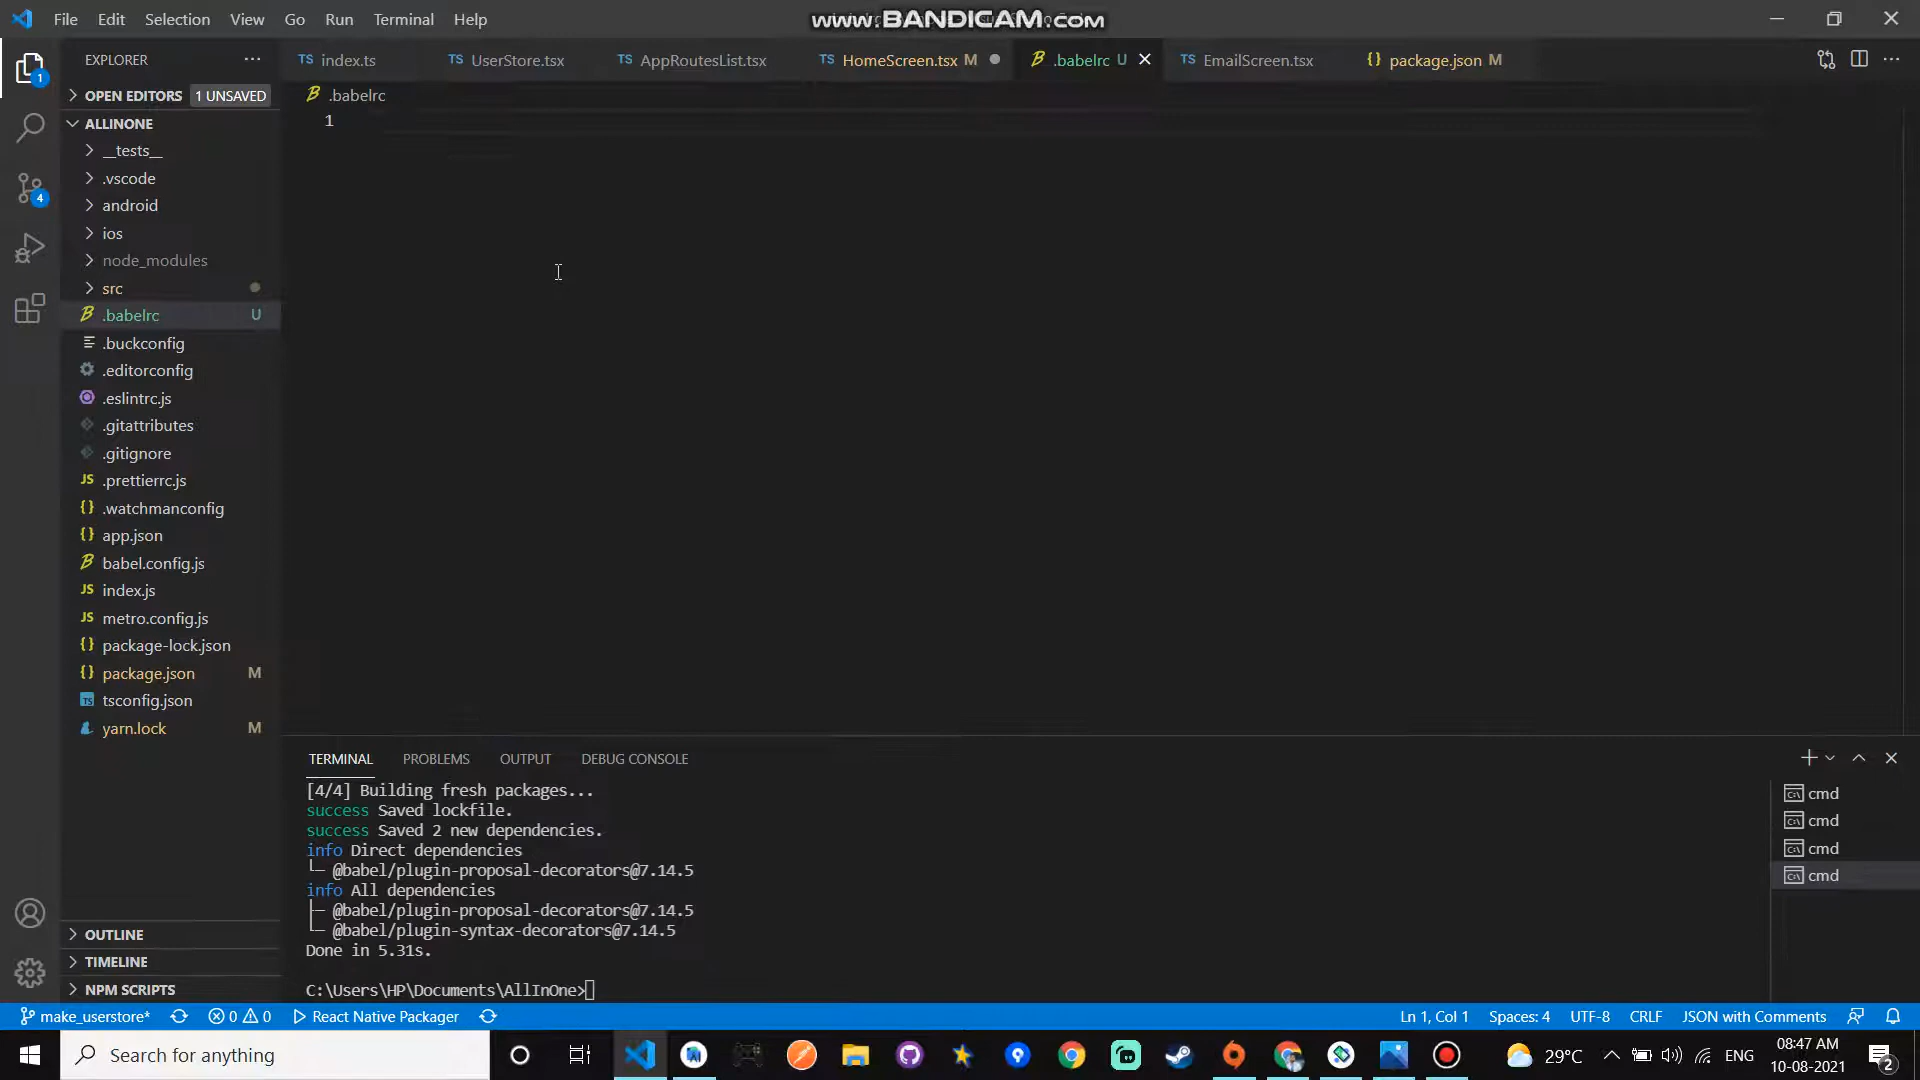 File Edit Selection View Go Run Terminal Help
www.BANDICAM.com
EXPLORER
TS index.ts
TS UserStore.tsx
TS AppRoutesList.tsx
TS HomeScreen.tsx M
.babelrc U
TS EmailScreen.tsx
{} package.json M
OPEN EDITORS 1 UNSAVED
.babelrc
ALLINONE
1
__tests__
.vscode
android
ios
node_modules
src
.babelrc U
.buckconfig
.editorconfig
.eslintrc.js
.gitattributes
.gitignore
JS .prettierrc.js
{} .watchmanconfig
{} app.json
babel.config.js
JS index.js
JS metro.config.js
{} package-lock.json
{} package.json M
TS tsconfig.json
yarn.lock M
OUTLINE
TIMELINE
NPM SCRIPTS
1
4
TERMINAL PROBLEMS OUTPUT DEBUG CONSOLE
[4/4] Building fresh packages...
success Saved lockfile.
success Saved 2 new dependencies.
info Direct dependencies
└─ @babel/plugin-proposal-decorators@7.14.5
info All dependencies
├─ @babel/plugin-proposal-decorators@7.14.5
└─ @babel/plugin-syntax-decorators@7.14.5
Done in 5.31s.
C:\Users\HP\Documents\AllInOne>
cmd
cmd
cmd
cmd
make_userstore* 0 0 React Native Packager
Ln 1, Col 1 Spaces: 4 UTF-8 CRLF JSON with Comments
Search for anything
29°C
ENG
08:47 AM
10-08-2021
2